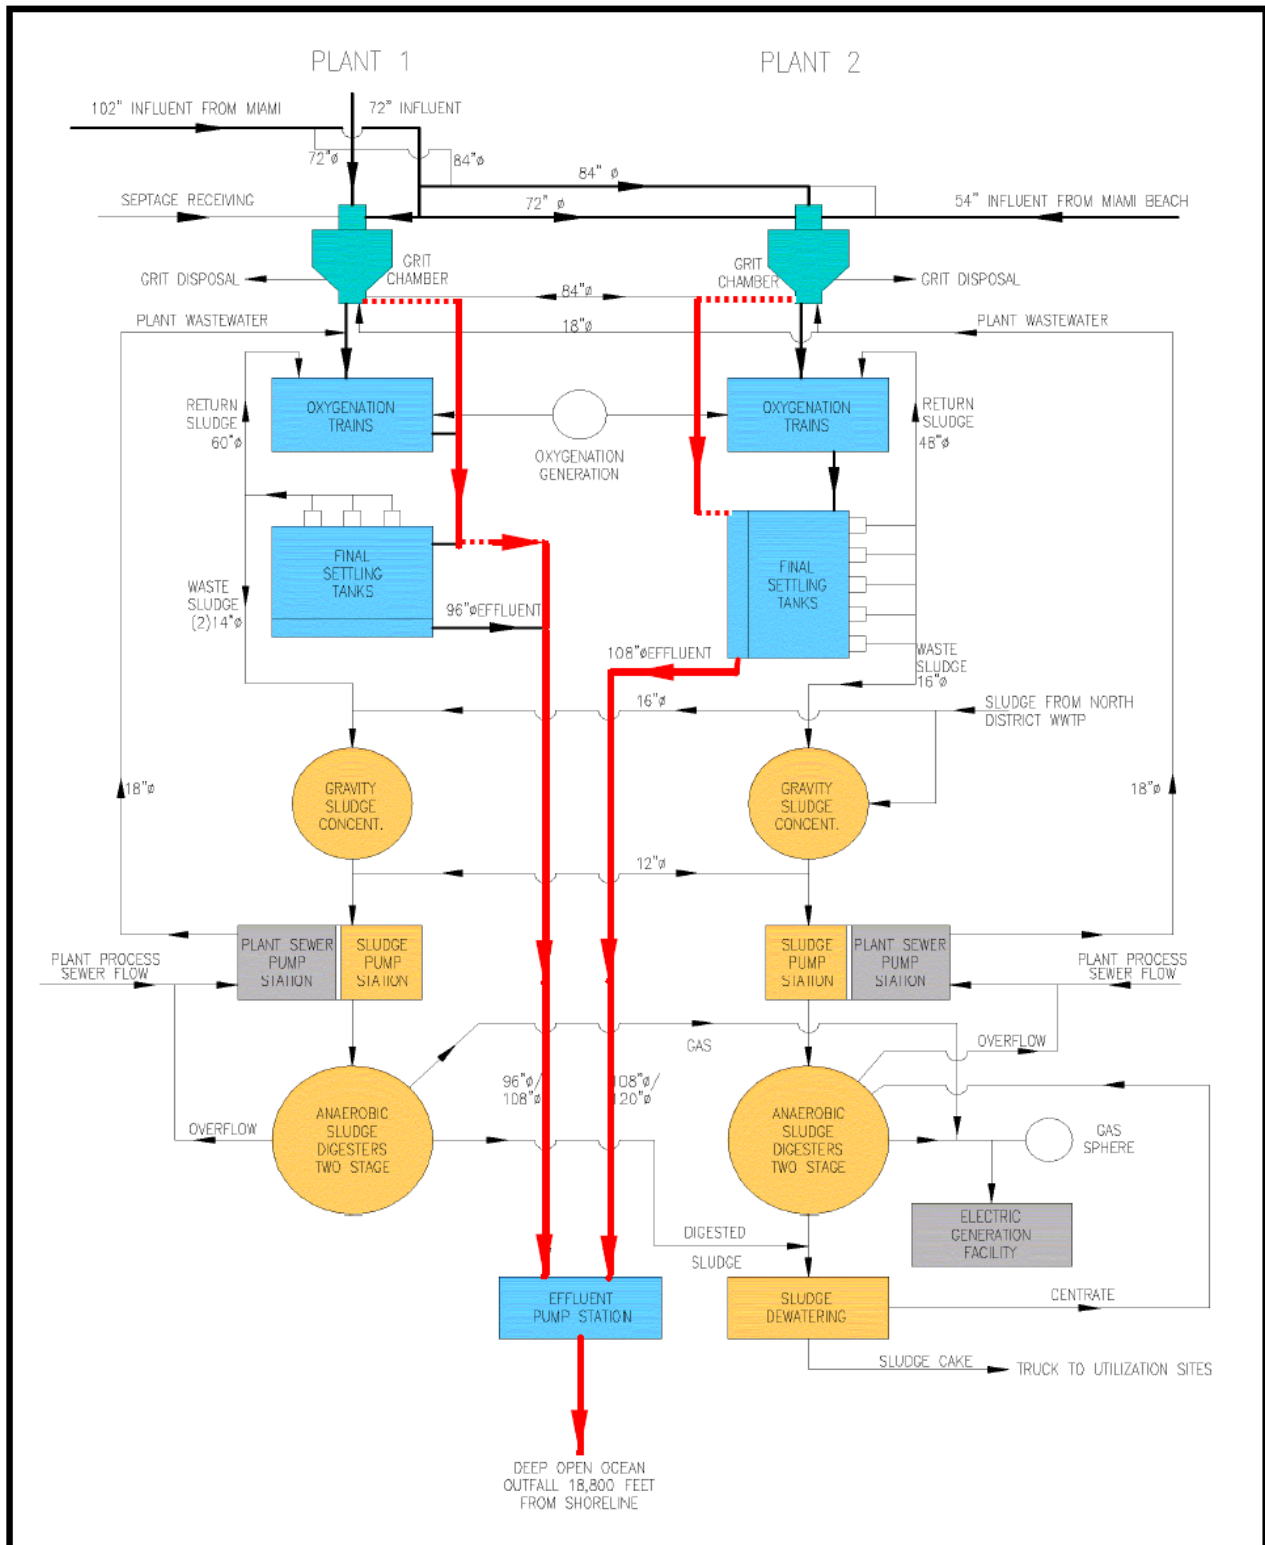 PLANT 1
PLANT 2
102" INFLUENT FROM MIAMI
72" INFLUENT
72"ø
84"ø
84" ø
SEPTAGE RECEIVING
72" ø
54" INFLUENT FROM MIAMI BEACH
GRIT DISPOSAL
GRIT
CHAMBER
84"ø
GRIT
CHAMBER
GRIT DISPOSAL
PLANT WASTEWATER
18"ø
PLANT WASTEWATER
RETURN
SLUDGE
60"ø
OXYGENATION
TRAINS
OXYGENATION
GENERATION
OXYGENATION
TRAINS
RETURN
SLUDGE
48"ø
WASTE
SLUDGE
(2)14"ø
FINAL
SETTLING
TANKS
96"øEFFLUENT
FINAL
SETTLING
TANKS
108"øEFFLUENT
WASTE
SLUDGE
16"ø
16"ø
SLUDGE FROM NORTH
DISTRICT WWTP
18"ø
GRAVITY
SLUDGE
CONCENT.
GRAVITY
SLUDGE
CONCENT.
18"ø
12"ø
PLANT PROCESS
SEWER FLOW
PLANT SEWER
PUMP
STATION
SLUDGE
PUMP
STATION
SLUDGE
PUMP
STATION
PLANT SEWER
PUMP
STATION
PLANT PROCESS
SEWER FLOW
GAS
OVERFLOW
OVERFLOW
ANAEROBIC
SLUDGE
DIGESTERS
TWO STAGE
96"ø/
108"ø
108"ø/
120"ø
ANAEROBIC
SLUDGE
DIGESTERS
TWO STAGE
GAS
SPHERE
DIGESTED
SLUDGE
ELECTRIC
GENERATION
FACILITY
EFFLUENT
PUMP STATION
SLUDGE
DEWATERING
CENTRATE
SLUDGE CAKE
TRUCK TO UTILIZATION SITES
DEEP OPEN OCEAN
OUTFALL 18,800 FEET
FROM SHORELINE